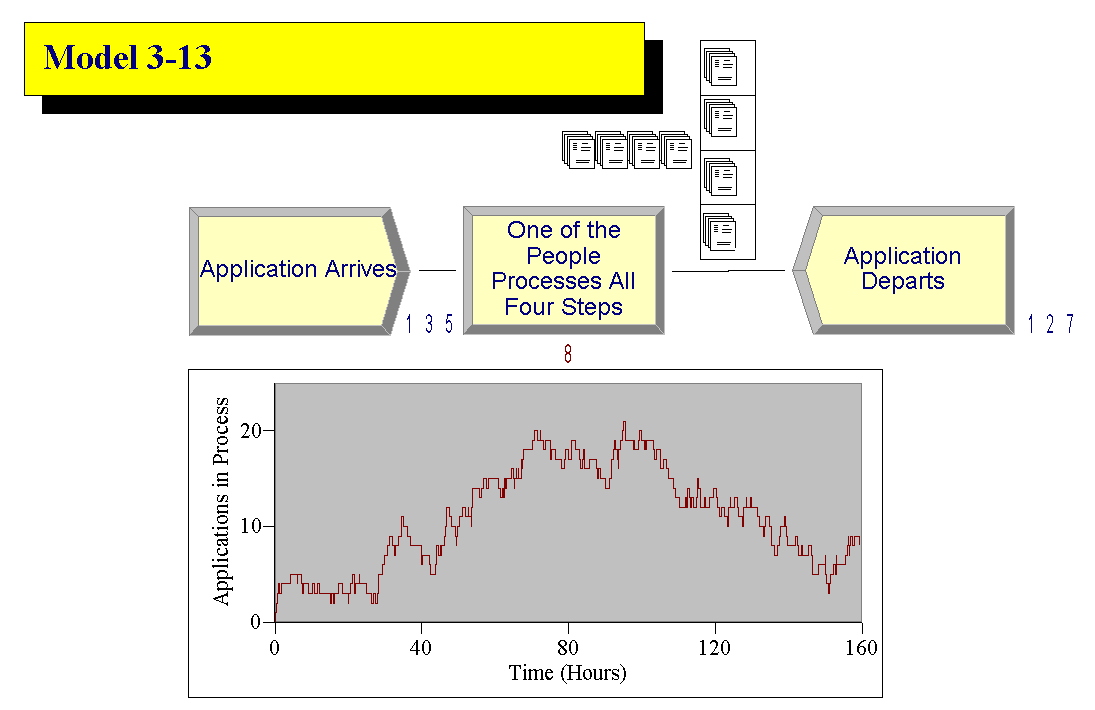 Model 3-13
Application Arrives
One of the
People
Processes All
Four Steps
Application
Departs
1 3 5
1 2 7
8
Applications in Process
20
10
0
0 40 80 120 160
Time (Hours)